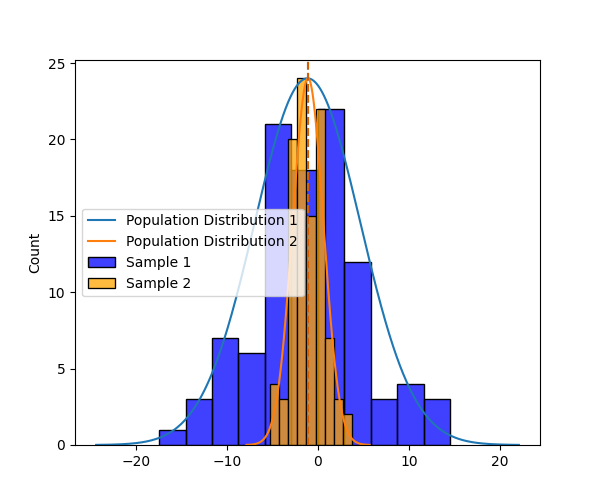 25
20
15
10
5
0
Count
Population Distribution 1
Population Distribution 2
Sample 1
Sample 2
−20 −10 0 10 20